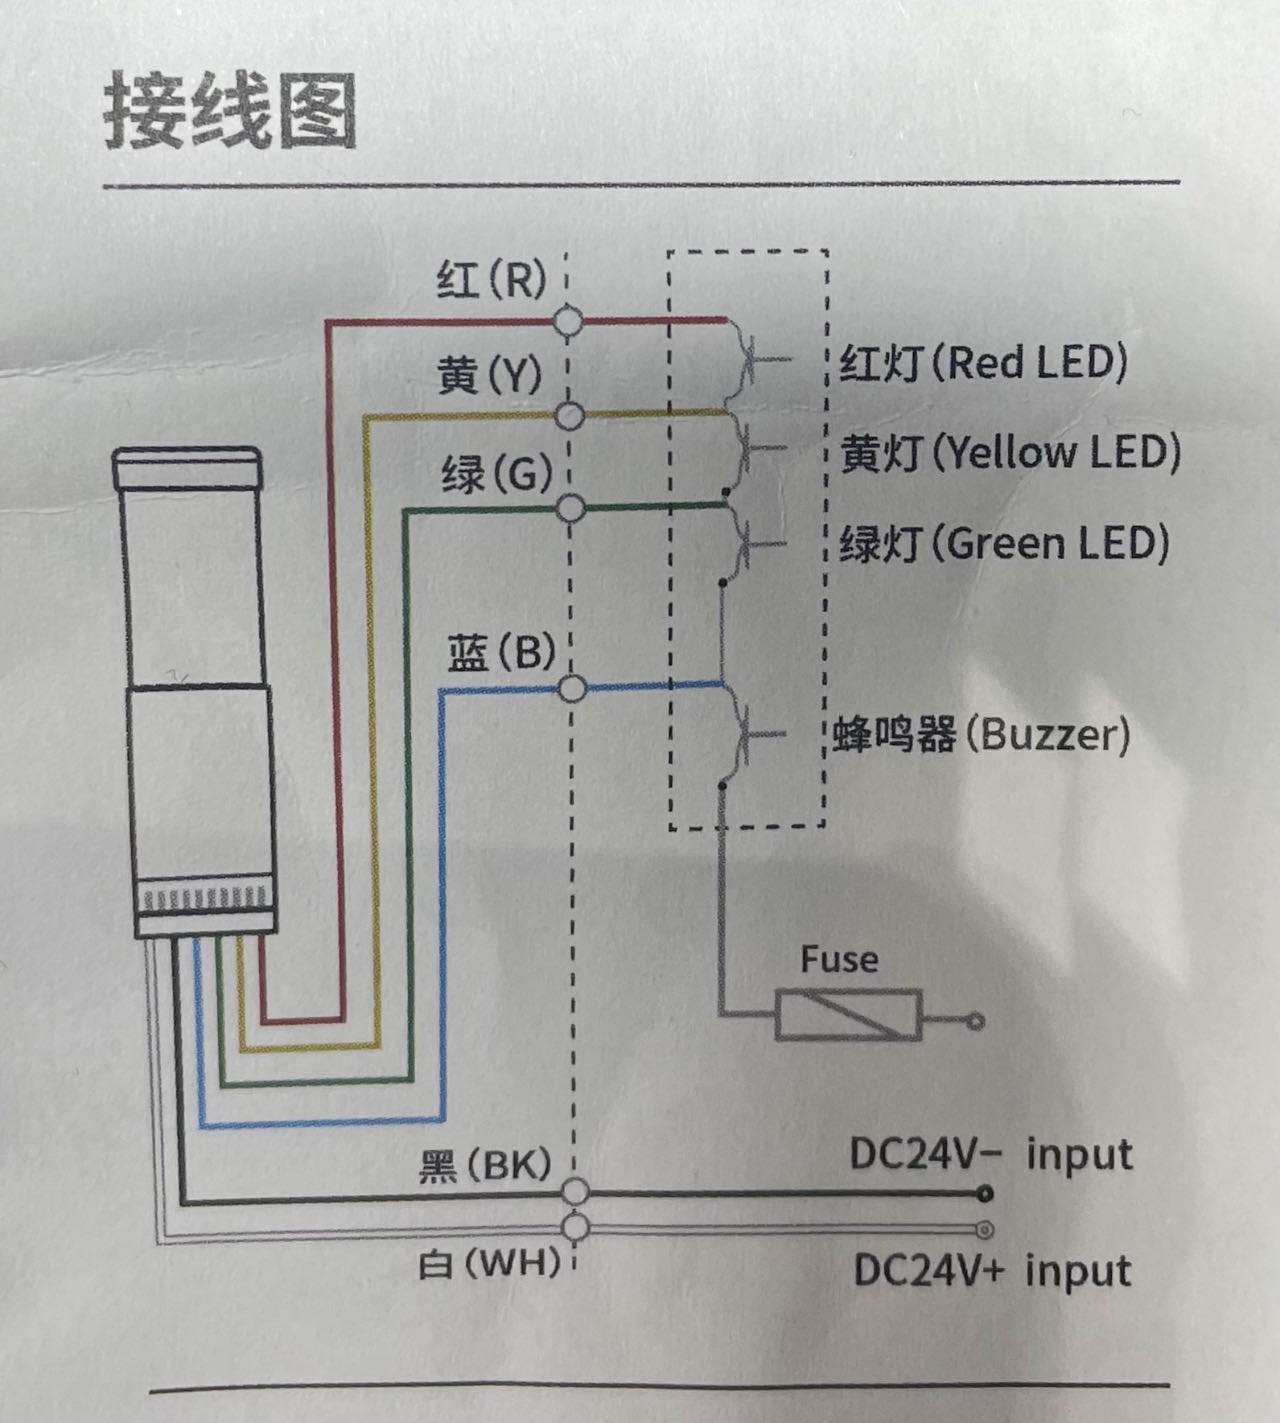 接线图
红(R)
红灯(Red LED)
黄(Y)
黄灯(Yellow LED)
绿(G)
绿灯(Green LED)
蓝(B)
蜂鸣器(Buzzer)
Fuse
黑(BK)
DC24V- input
白(WH)
DC24V+ input